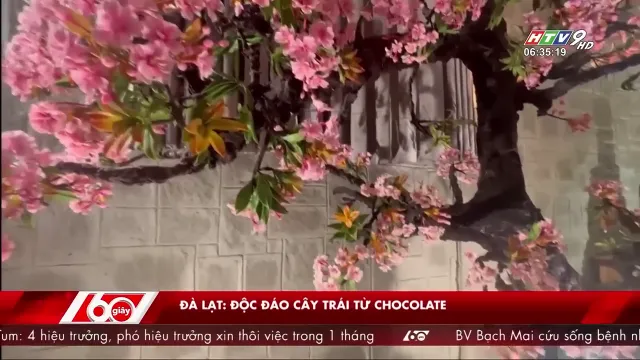 HTV9 HD
06:35:19
60 giây
ĐÀ LẠT: ĐỘC ĐÁO CÂY TRÁI TỪ CHOCOLATE
Tum: 4 hiệu trưởng, phó hiệu trưởng xin thôi việc trong 1 tháng 60 BV Bạch Mai cứu sống bệnh